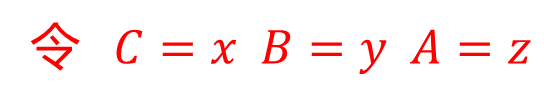 令 C = x B = y A = z